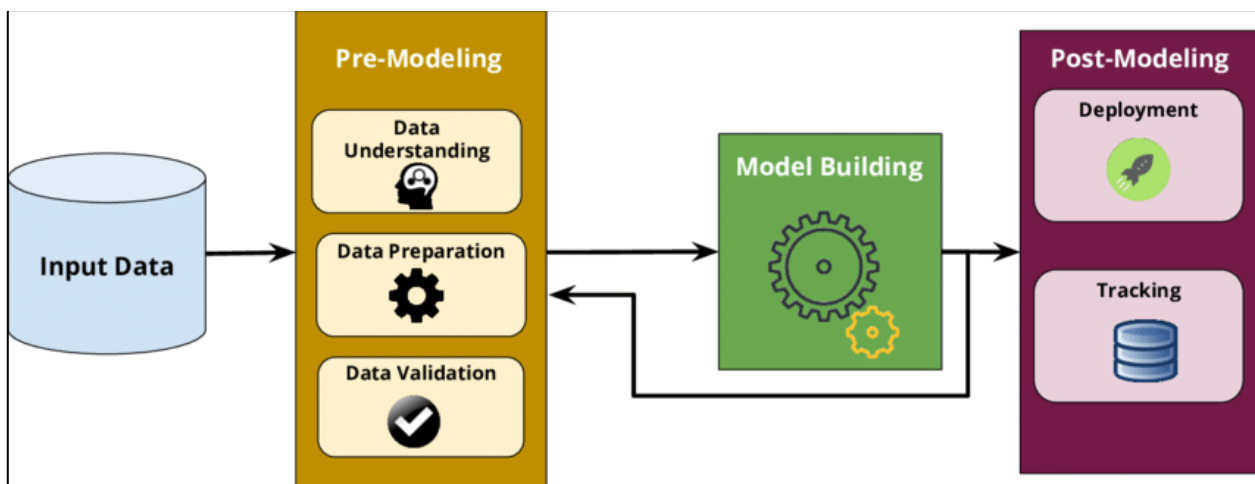 Input Data
Pre-Modeling
Data
Understanding
Data Preparation
Data Validation
Model Building
Post-Modeling
Deployment
Tracking